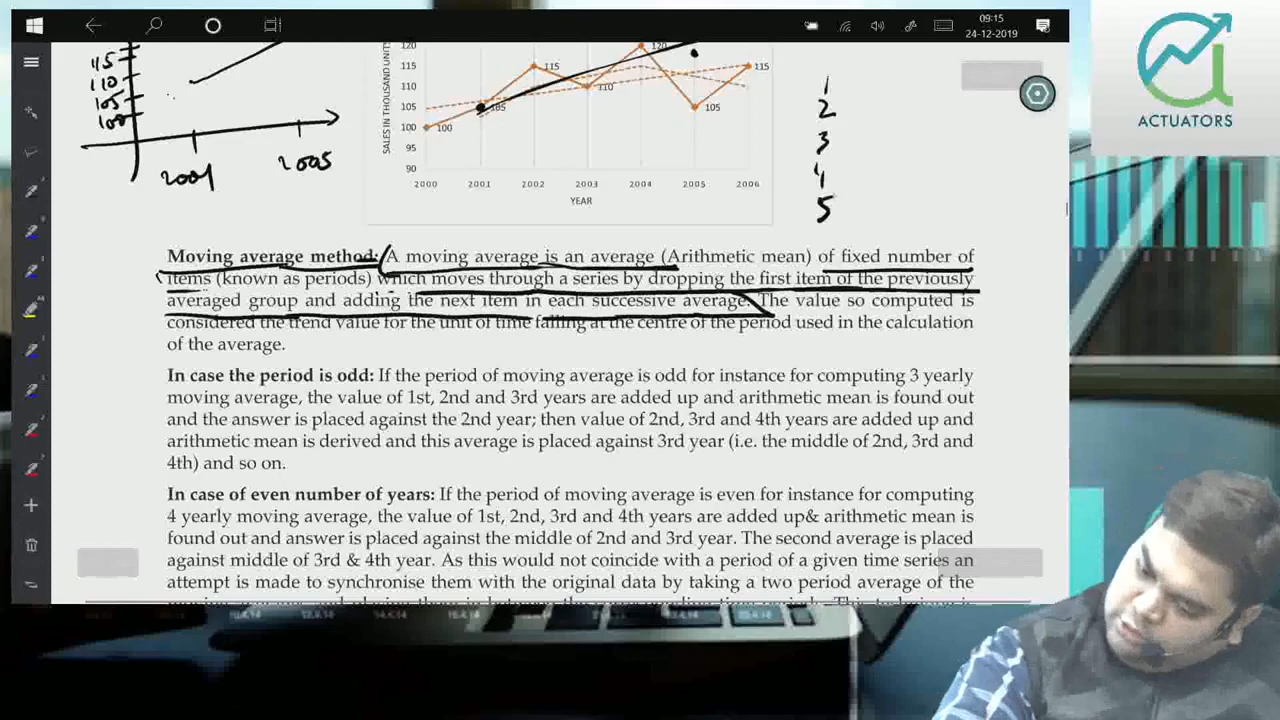 09:15
24-12-2019
ACTUATORS
115
110
105
100
2001
2005
SALES IN THOUSAND UNITS
120
115
110
105
100
95
90
100
105
115
110
120
105
115
2000 2001 2002 2003 2004 2005 2006
YEAR
1
2
3
4
5
Moving average method: A moving average is an average (Arithmetic mean) of fixed number of
items (known as periods) which moves through a series by dropping the first item of the previously
averaged group and adding the next item in each successive average. The value so computed is
considered the trend value for the unit of time falling at the centre of the period used in the calculation
of the average.
In case the period is odd: If the period of moving average is odd for instance for computing 3 yearly
moving average, the value of 1st, 2nd and 3rd years are added up and arithmetic mean is found out
and the answer is placed against the 2nd year; then value of 2nd, 3rd and 4th years are added up and
arithmetic mean is derived and this average is placed against 3rd year (i.e. the middle of 2nd, 3rd and
4th) and so on.
In case of even number of years: If the period of moving average is even for instance for computing
4 yearly moving average, the value of 1st, 2nd, 3rd and 4th years are added up& arithmetic mean is
found out and answer is placed against the middle of 2nd and 3rd year. The second average is placed
against middle of 3rd & 4th year. As this would not coincide with a period of a given time series an
attempt is made to synchronise them with the original data by taking a two period average of the